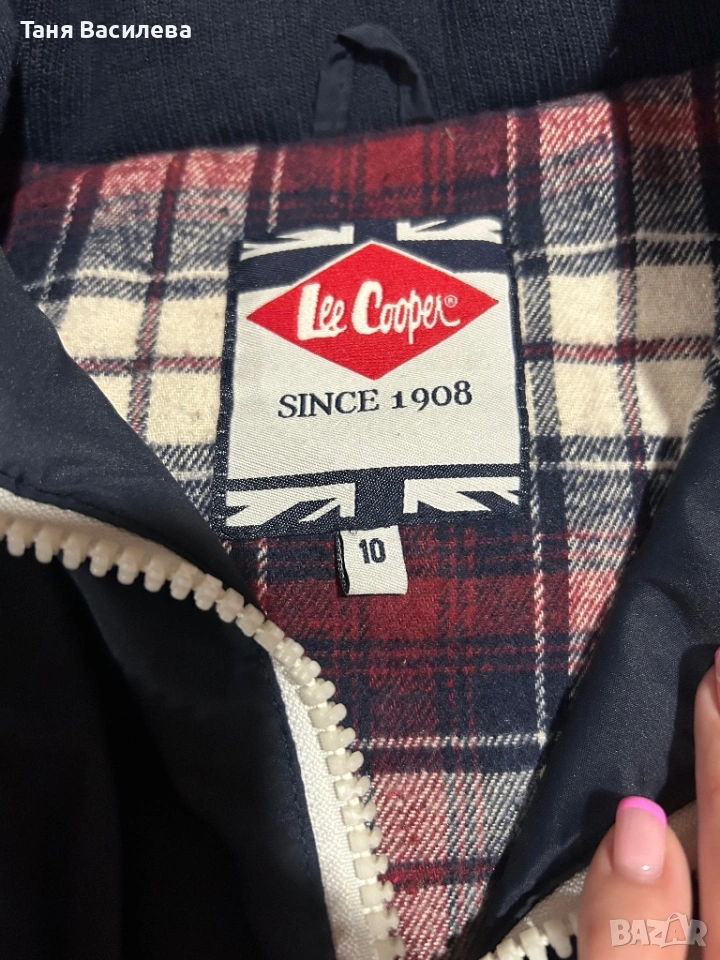 Таня Василева
Lee Cooper®
SINCE 1908
10
BAZAR